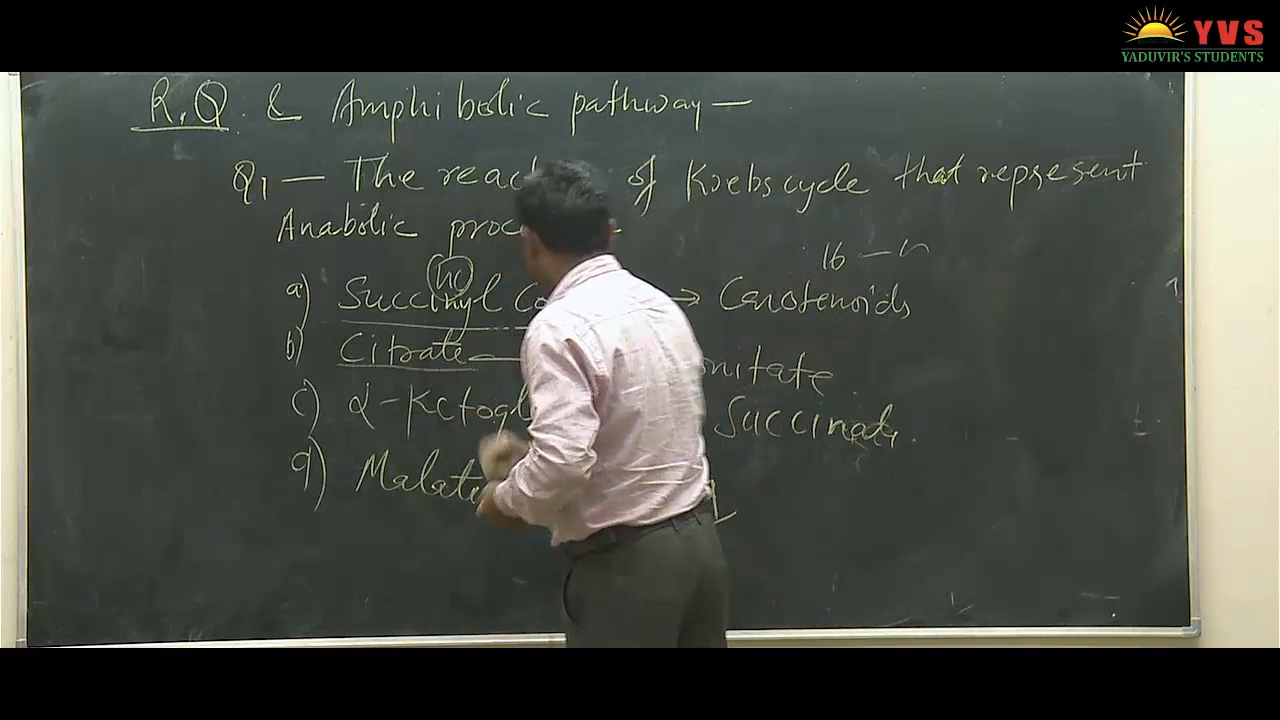 YVS
YADUVIR'S STUDENTS
R.Q & Amphibolic pathway —
Q1 — The reac of Krebs cycle that represent
Anabolic proc
16 — n
a) Succinyl Co → Carotenoids
b) Citrate — nitate
c) α-Ketogl Succinate
d) Malate